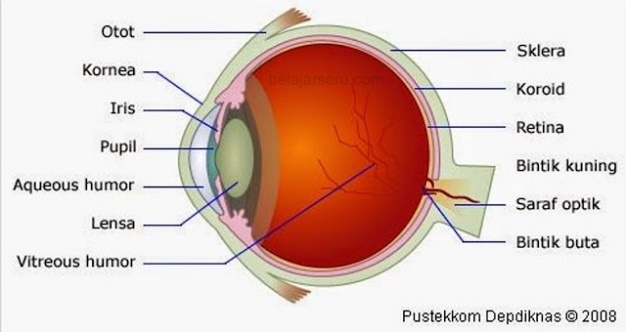 Otot
Kornea
Iris
Pupil
Aqueous humor
Lensa
Vitreous humor
belajarseru.com
Sklera
Koroid
Retina
Bintik kuning
Saraf optik
Bintik buta
Pustekkom Depdiknas © 2008